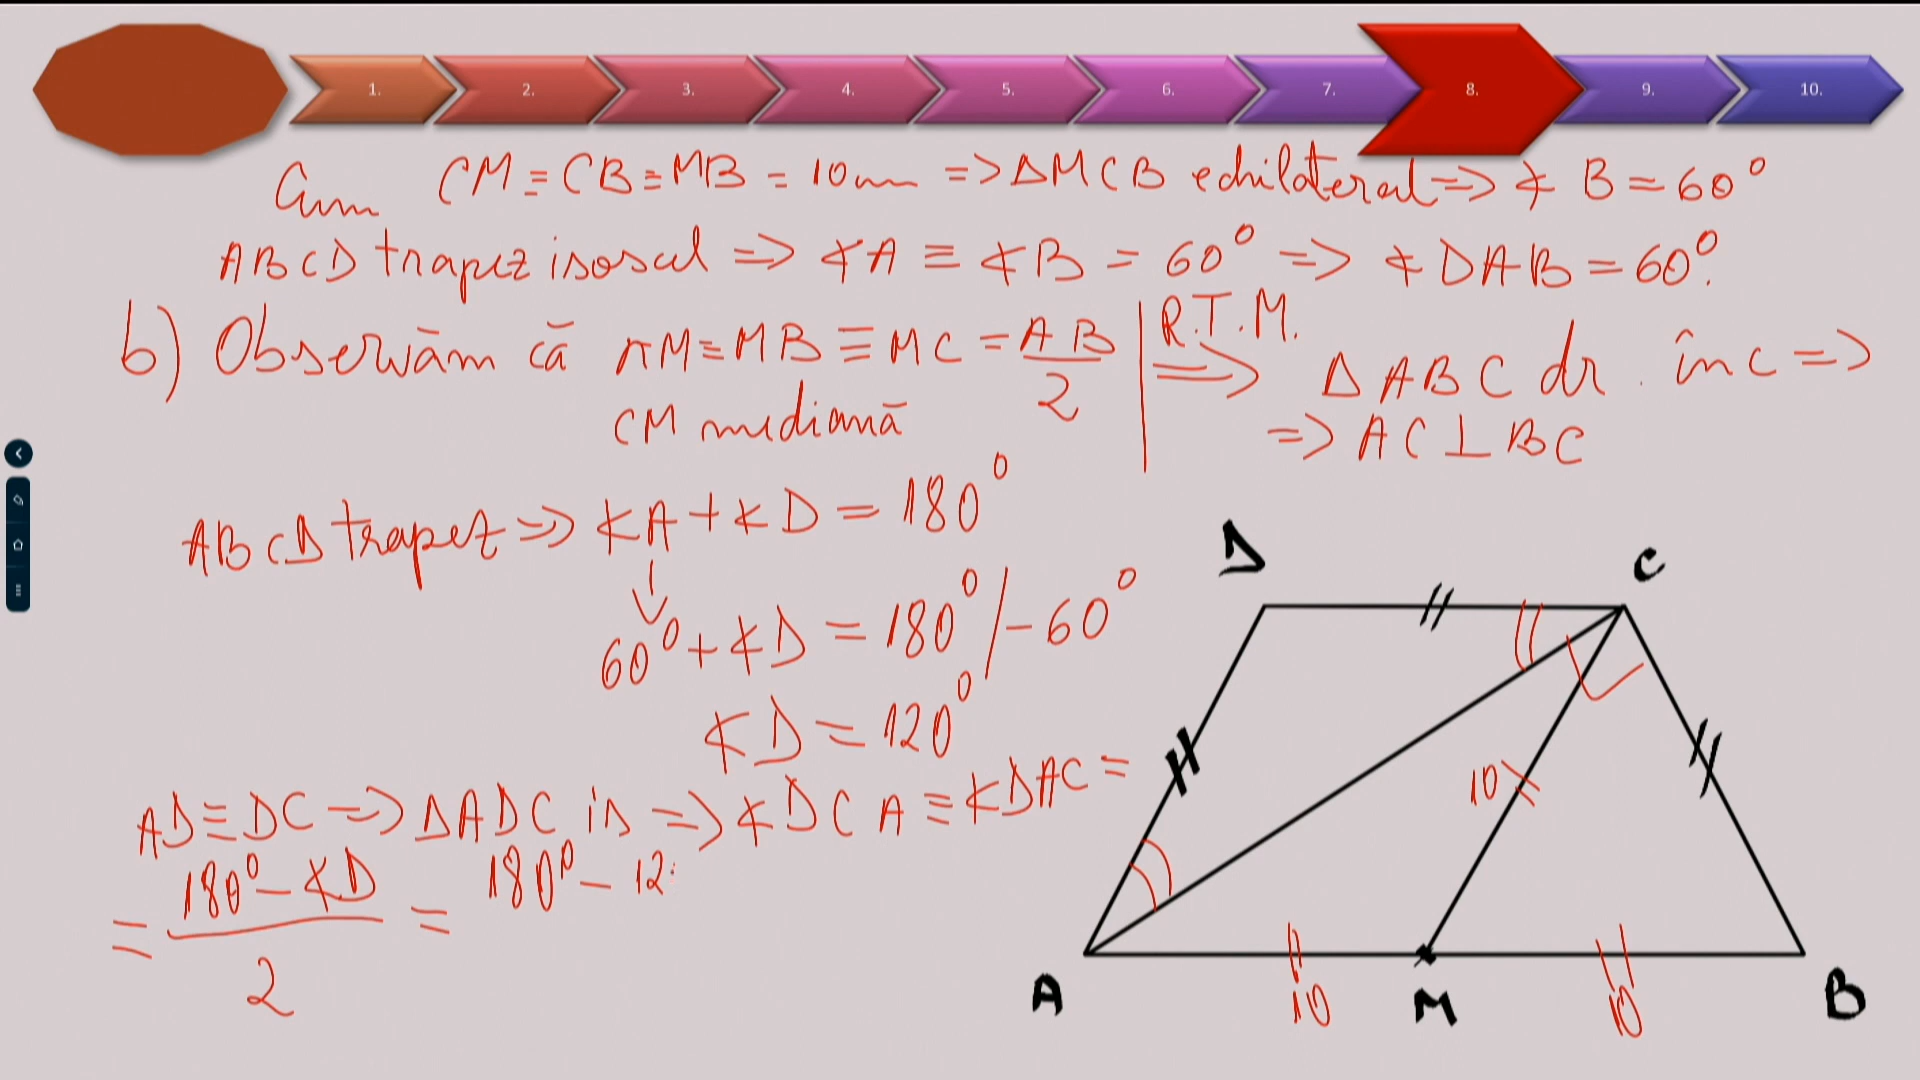 1. 2. 3. 4. 5. 6. 7. 8. 9. 10.
Cum CM ≡ CB ≡ MB = 10cm => ΔMCB echilateral => ∢ B = 60°
ABCD trapez isoscel => ∢A ≡ ∢B = 60° => ∢ DAB = 60°.
b) Observăm că AM ≡ MB ≡ MC = AB/2 | R.T.M. => Δ ABC dr. în C =>
CM mediană
=> AC ⊥ BC
ABCD trapez => ∢A + ∢D = 180°
↓
60° + ∢D = 180° / - 60°
∢D = 120°
AD ≡ DC => ΔADC is => ∢DCA ≡ ∢DAC =
= (180° - ∢D)/2 = 180° - 12
D C
10
A M B
10 10